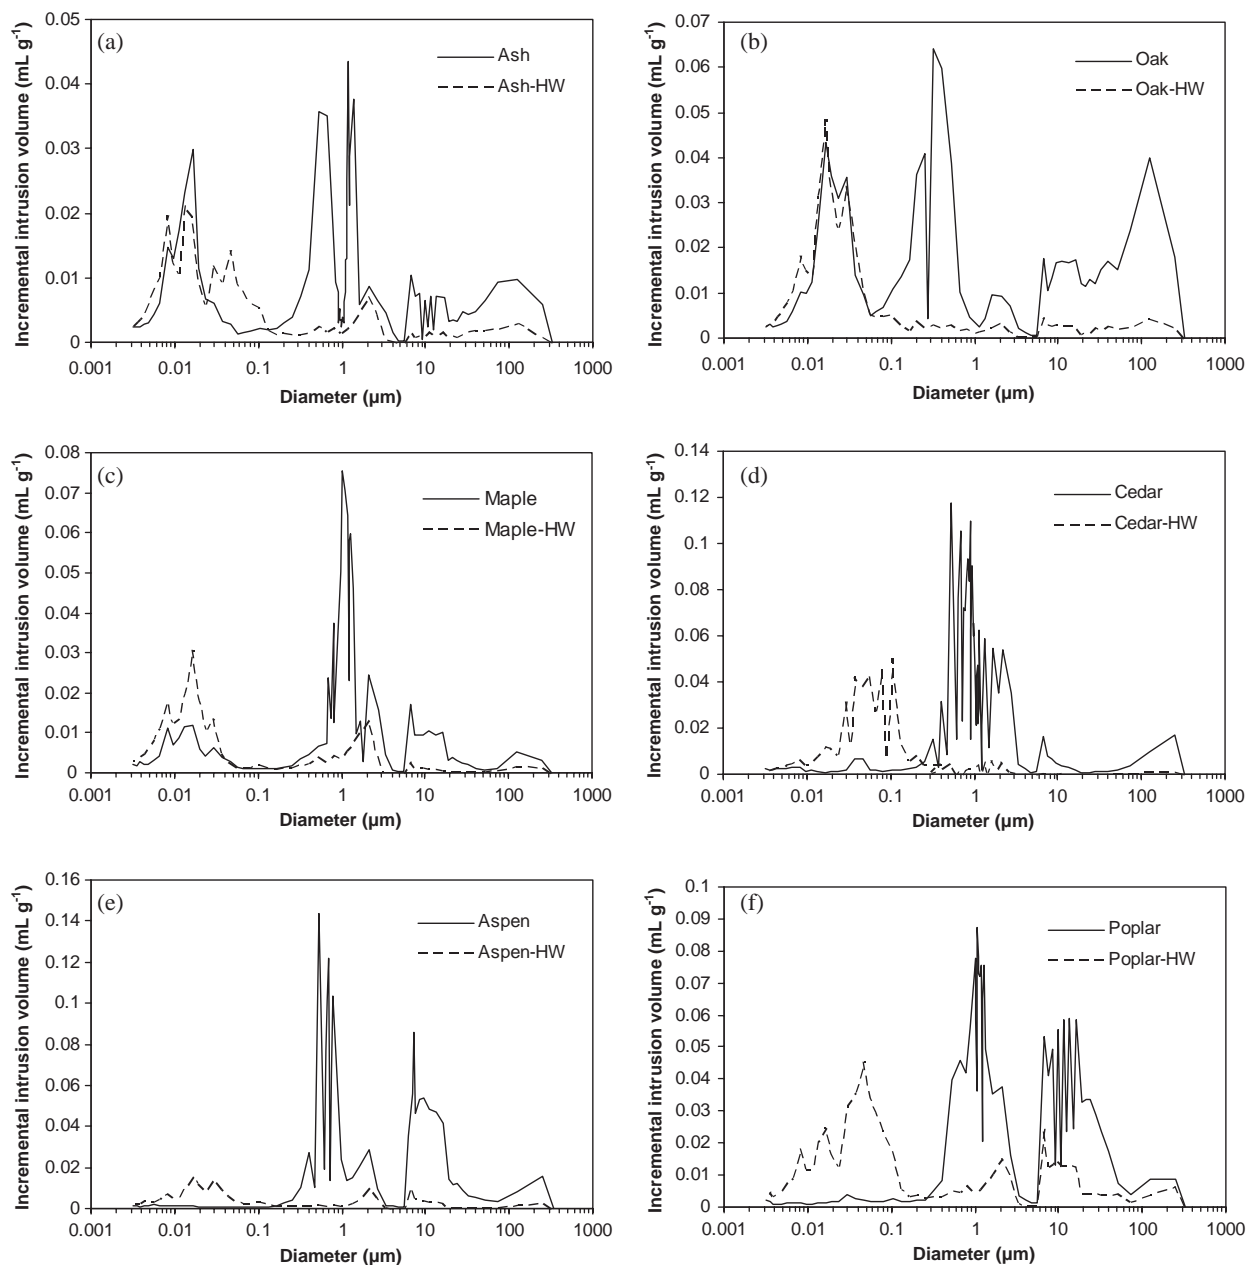 (a)
Incremental intrusion volume (mL g-1)
0.05
0.04
0.03
0.02
0.01
0
Ash
Ash-HW
0.001 0.01 0.1 1 10 100 1000
Diameter (µm)
(b)
Incremental intrusion volume (mL g-1)
0.07
0.06
0.05
0.04
0.03
0.02
0.01
0
Oak
Oak-HW
0.001 0.01 0.1 1 10 100 1000
Diameter (µm)
(c)
Incremental intrusion volume (mL g-1)
0.08
0.07
0.06
0.05
0.04
0.03
0.02
0.01
0
Maple
Maple-HW
0.001 0.01 0.1 1 10 100 1000
Diameter (µm)
(d)
Incremental intrusion volume (mL g-1)
0.14
0.12
0.1
0.08
0.06
0.04
0.02
0
Cedar
Cedar-HW
0.001 0.01 0.1 1 10 100 1000
Diameter (µm)
(e)
Incremental intrusion volume (mL g-1)
0.16
0.14
0.12
0.1
0.08
0.06
0.04
0.02
0
Aspen
Aspen-HW
0.001 0.01 0.1 1 10 100 1000
Diameter (µm)
(f)
Incremental intrusion volume (mL g-1)
0.1
0.09
0.08
0.07
0.06
0.05
0.04
0.03
0.02
0.01
0
Poplar
Poplar-HW
0.001 0.01 0.1 1 10 100 1000
Diameter (µm)